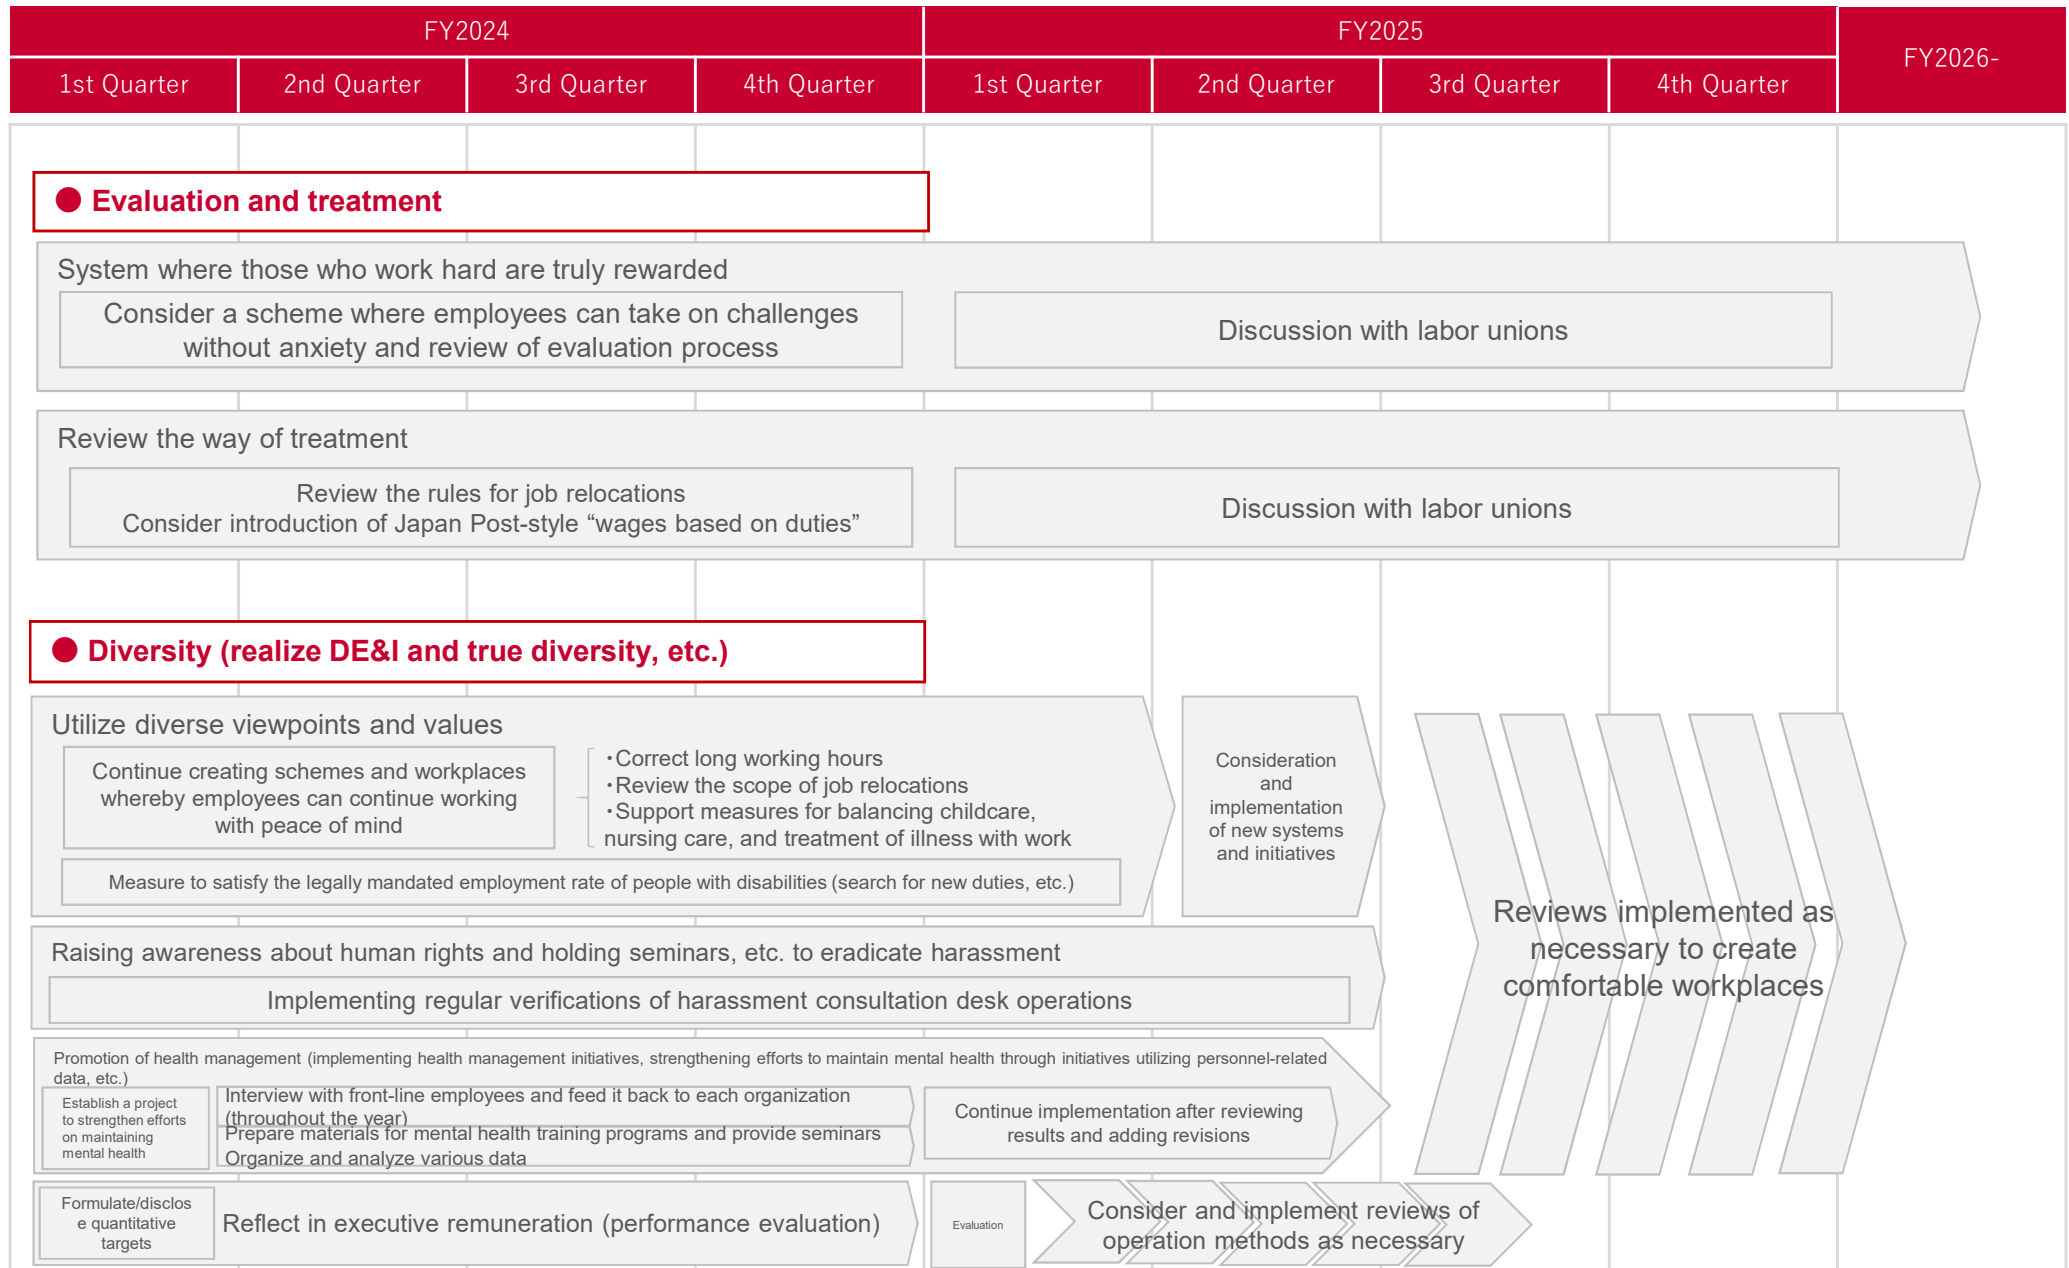 FY2024
FY2025
FY2026-
1st Quarter
2nd Quarter
3rd Quarter
4th Quarter
1st Quarter
2nd Quarter
3rd Quarter
4th Quarter
● Evaluation and treatment
System where those who work hard are truly rewarded
Consider a scheme where employees can take on challenges
without anxiety and review of evaluation process
Discussion with labor unions
Review the way of treatment
Review the rules for job relocations
Consider introduction of Japan Post-style “wages based on duties”
Discussion with labor unions
● Diversity (realize DE&I and true diversity, etc.)
Utilize diverse viewpoints and values
Continue creating schemes and workplaces
whereby employees can continue working
with peace of mind
・Correct long working hours
・Review the scope of job relocations
・Support measures for balancing childcare,
nursing care, and treatment of illness with work
Measure to satisfy the legally mandated employment rate of people with disabilities (search for new duties, etc.)
Consideration
and
implementation
of new systems
and initiatives
Reviews implemented as
necessary to create
comfortable workplaces
Raising awareness about human rights and holding seminars, etc. to eradicate harassment
Implementing regular verifications of harassment consultation desk operations
Promotion of health management (implementing health management initiatives, strengthening efforts to maintain mental health through initiatives utilizing personnel-related
data, etc.)
Establish a project
to strengthen efforts
on maintaining
mental health
Interview with front-line employees and feed it back to each organization
(throughout the year)
Prepare materials for mental health training programs and provide seminars
Organize and analyze various data
Continue implementation after reviewing
results and adding revisions
Formulate/disclos
e quantitative
targets
Reflect in executive remuneration (performance evaluation)
Evaluation
Consider and implement reviews of
operation methods as necessary